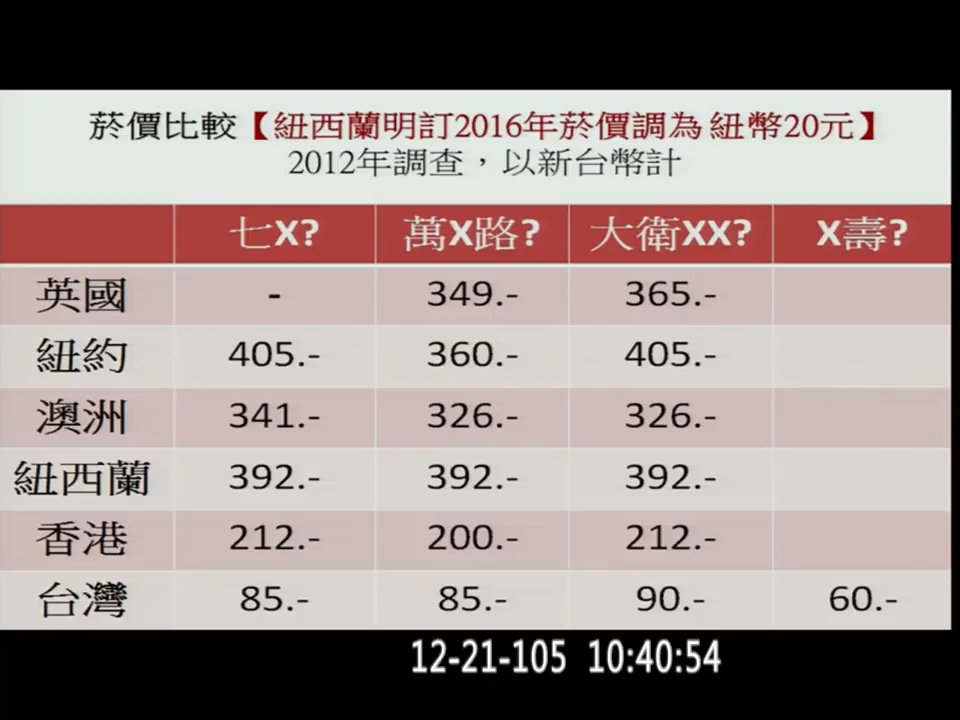 菸價比較【紐西蘭明訂2016年菸價調為 紐幣20元】
2012年調查，以新台幣計
七X? 萬X路? 大衛XX? X壽?
英國 - 349.- 365.-
紐約 405.- 360.- 405.-
澳洲 341.- 326.- 326.-
紐西蘭 392.- 392.- 392.-
香港 212.- 200.- 212.-
台灣 85.- 85.- 90.- 60.-
12-21-105 10:40:54